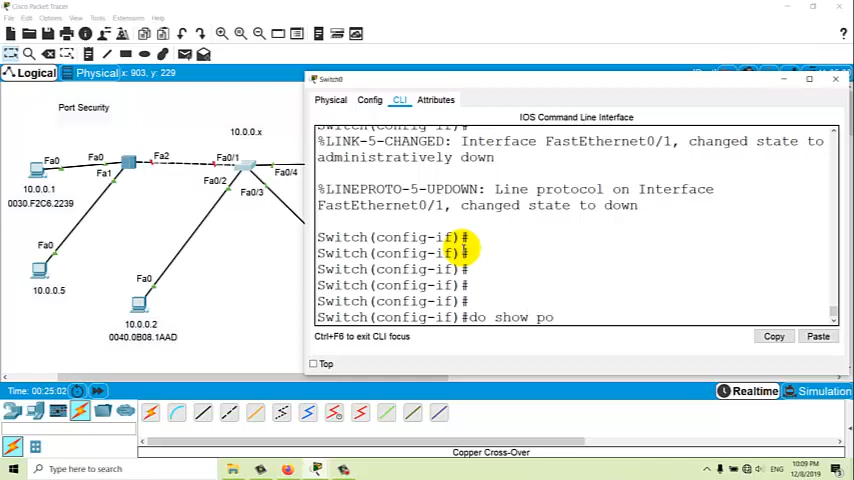 Cisco Packet Tracer
File Edit Options View Tools Extensions Help
Logical Physical x: 903, y: 229
Port Security
10.0.0.x
Fa0 Fa0 Fa2 Fa0/1 Fa0/4
Fa1 Fa0/2 Fa0/3
10.0.0.1
0030.F2C6.2239
Fa0
10.0.0.5
Fa0
10.0.0.2
0040.0B08.1AAD
Switch0
Physical Config CLI Attributes
IOS Command Line Interface
Switch(config-if)#
%LINK-5-CHANGED: Interface FastEthernet0/1, changed state to
administratively down
%LINEPROTO-5-UPDOWN: Line protocol on Interface
FastEthernet0/1, changed state to down
Switch(config-if)#
Switch(config-if)#
Switch(config-if)#
Switch(config-if)#
Switch(config-if)#
Switch(config-if)#do show po
Ctrl+F6 to exit CLI focus
Copy Paste
Top
Time: 00:25:02 Realtime Simulation
Copper Cross-Over
Type here to search
ENG
10:09 PM
12/8/2019